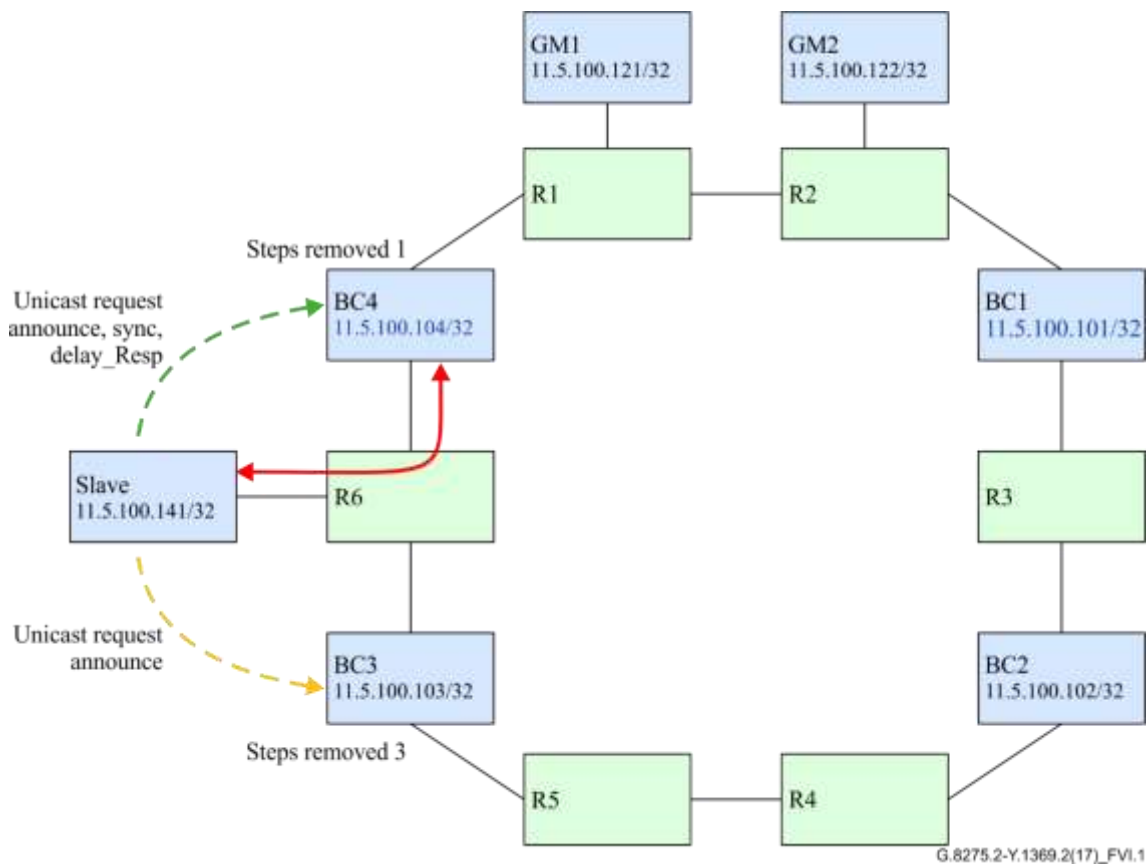 GM1
11.5.100.121/32
GM2
11.5.100.122/32
R1
R2
Steps removed 1
Unicast request
announce, sync,
delay_Resp
BC4
11.5.100.104/32
BC1
11.5.100.101/32
Slave
11.5.100.141/32
R6
R3
Unicast request
announce
BC3
11.5.100.103/32
BC2
11.5.100.102/32
Steps removed 3
R5
R4
G.8275.2-Y.1369.2(17)_FVI.1